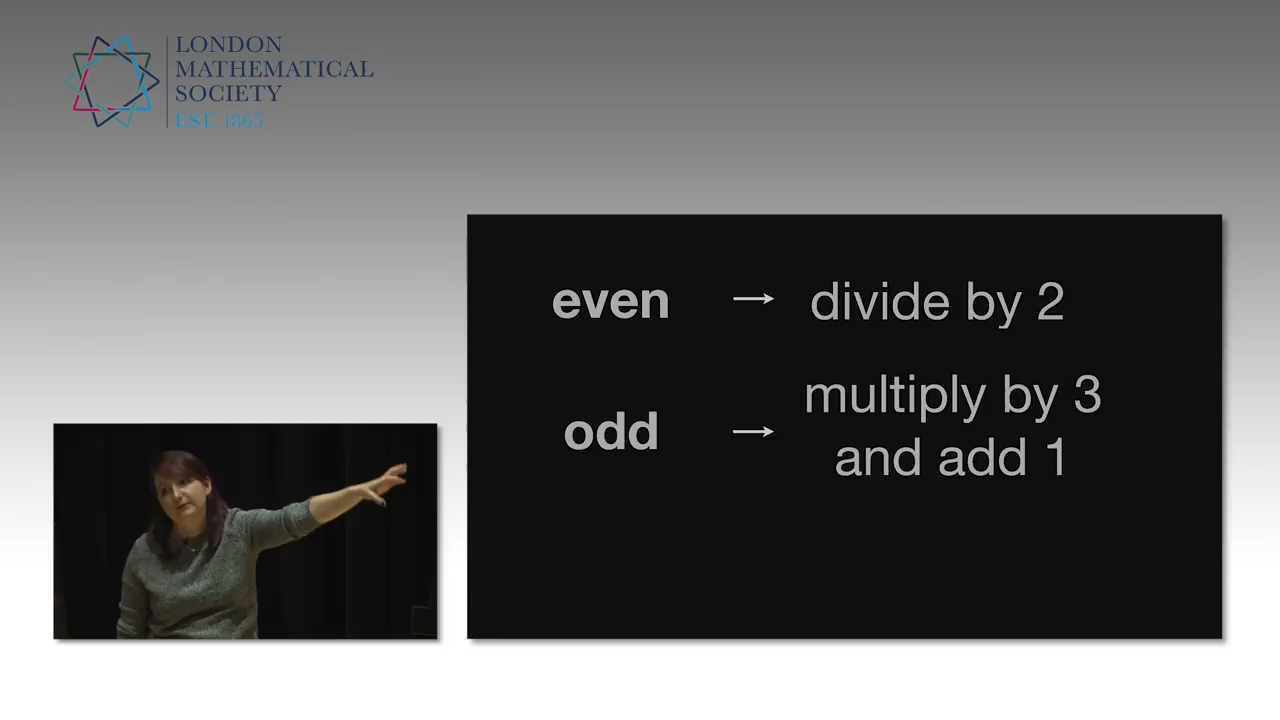 LONDON
MATHEMATICAL
SOCIETY
EST. 1865
even → divide by 2
odd → multiply by 3
and add 1